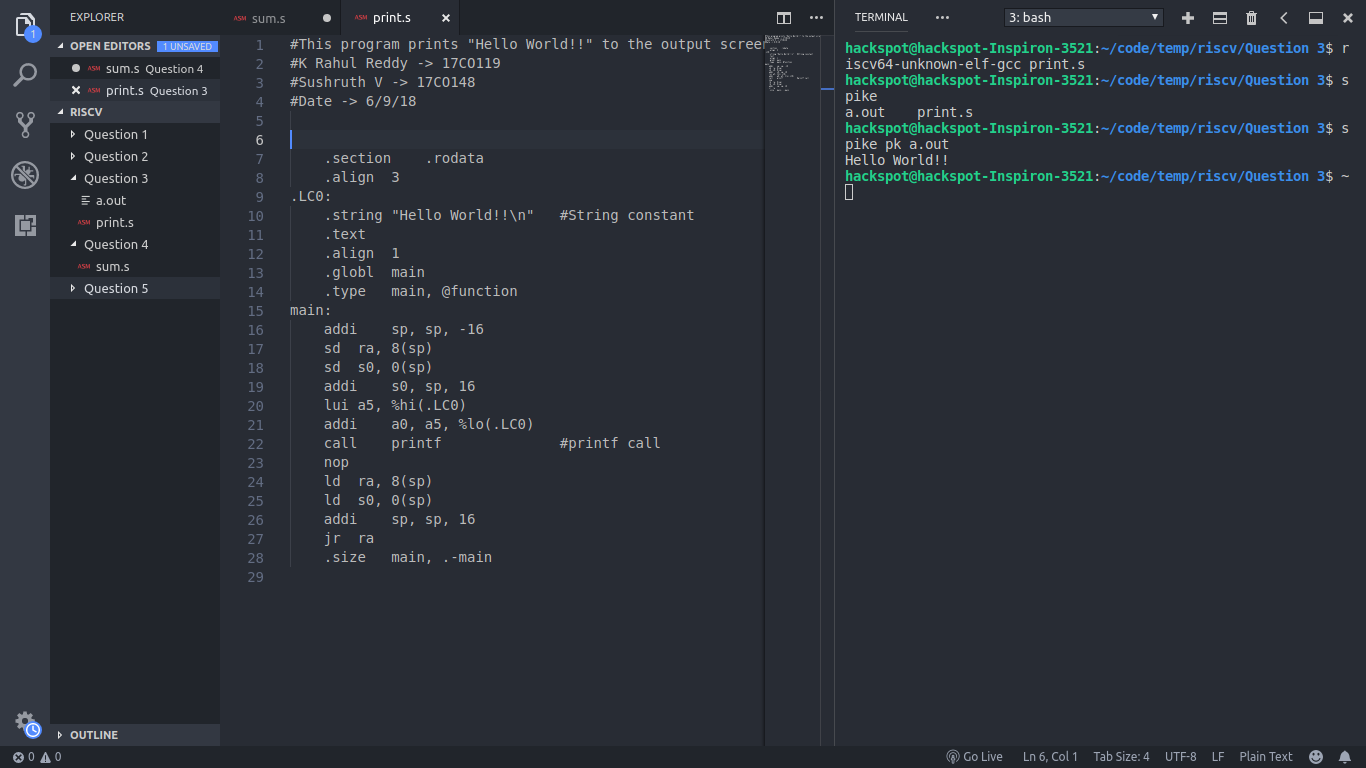 EXPLORER
OPEN EDITORS 1 UNSAVED
ASM sum.s Question 4
ASM print.s Question 3
RISCV
Question 1
Question 2
Question 3
a.out
ASM print.s
Question 4
ASM sum.s
Question 5
OUTLINE
1
ASM sum.s
ASM print.s
1 #This program prints "Hello World!!" to the output screen
2 #K Rahul Reddy -> 17CO119
3 #Sushruth V -> 17CO148
4 #Date -> 6/9/18
5
6
7 .section .rodata
8 .align 3
9 .LC0:
10 .string "Hello World!!\n" #String constant
11 .text
12 .align 1
13 .globl main
14 .type main, @function
15 main:
16 addi sp, sp, -16
17 sd ra, 8(sp)
18 sd s0, 0(sp)
19 addi s0, sp, 16
20 lui a5, %hi(.LC0)
21 addi a0, a5, %lo(.LC0)
22 call printf #printf call
23 nop
24 ld ra, 8(sp)
25 ld s0, 0(sp)
26 addi sp, sp, 16
27 jr ra
28 .size main, .-main
29
TERMINAL
3: bash
hackspot@hackspot-Inspiron-3521:~/code/temp/riscv/Question 3$ r
iscv64-unknown-elf-gcc print.s
hackspot@hackspot-Inspiron-3521:~/code/temp/riscv/Question 3$ s
pike
a.out print.s
hackspot@hackspot-Inspiron-3521:~/code/temp/riscv/Question 3$ s
pike pk a.out
Hello World!!
hackspot@hackspot-Inspiron-3521:~/code/temp/riscv/Question 3$ ~
0 0
Go Live Ln 6, Col 1 Tab Size: 4 UTF-8 LF Plain Text